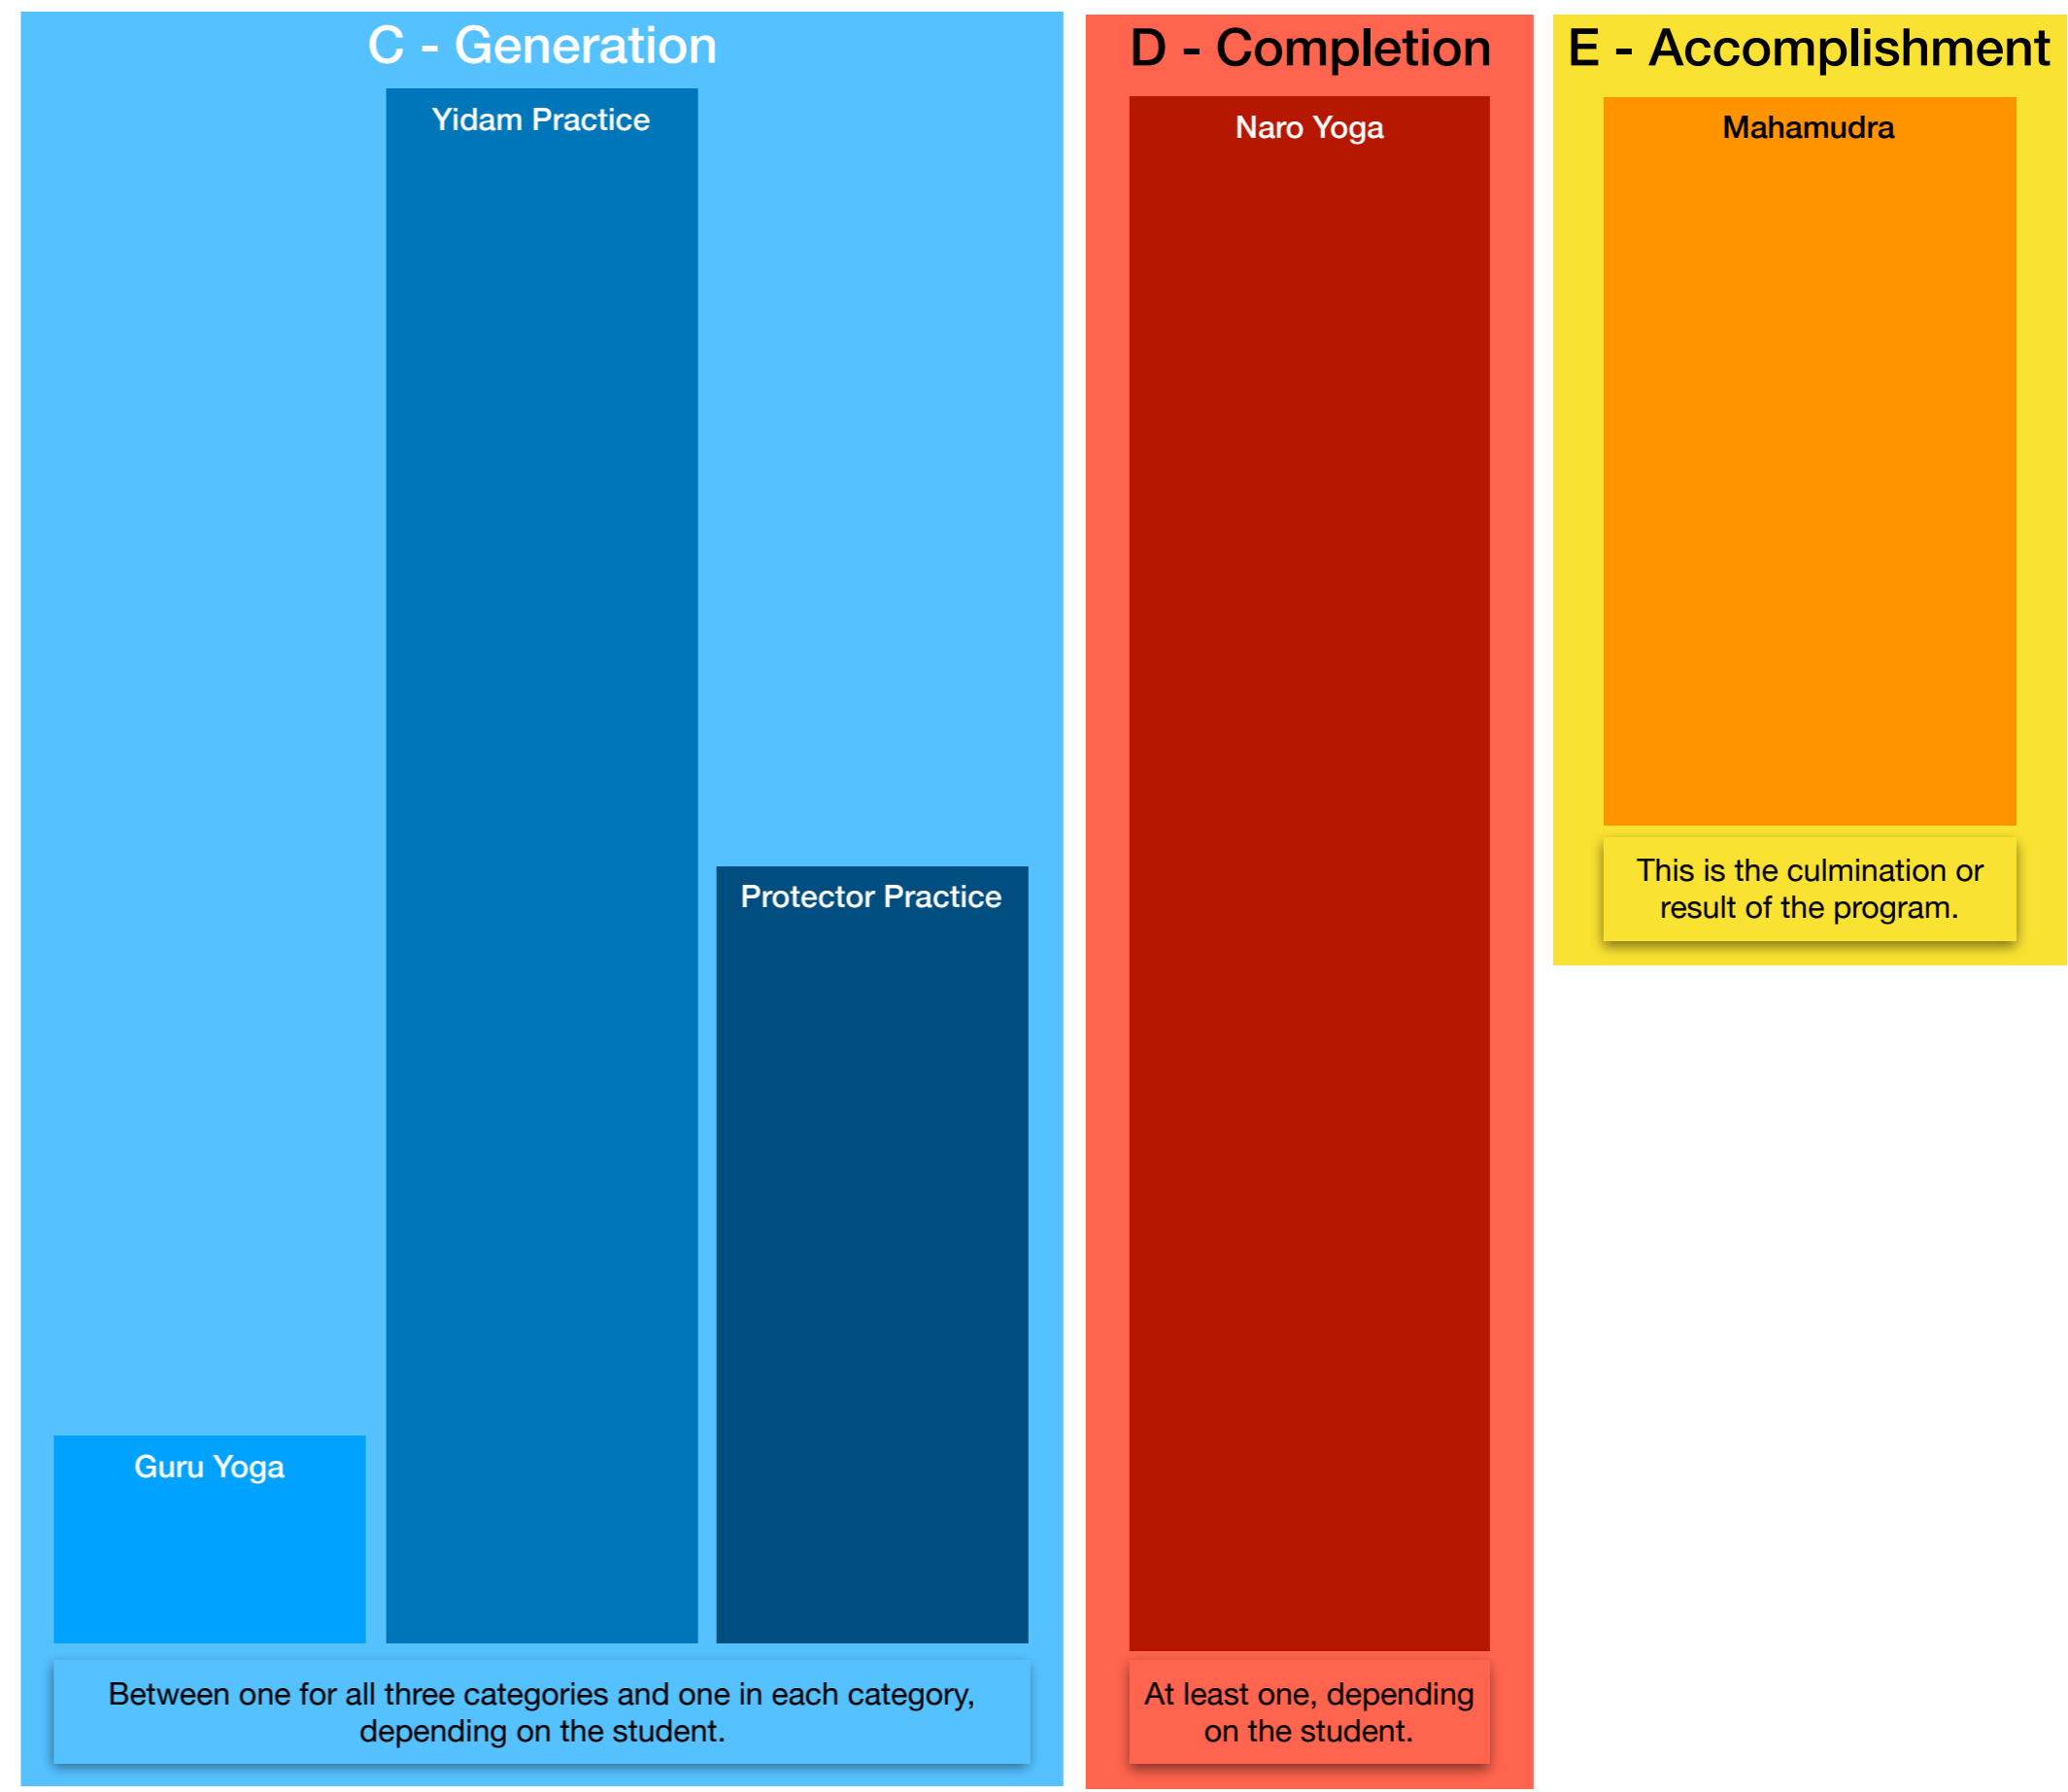 C - Generation
Yidam Practice
Protector Practice
Guru Yoga
Between one for all three categories and one in each category,
depending on the student.
D - Completion
Naro Yoga
At least one, depending
on the student.
E - Accomplishment
Mahamudra
This is the culmination or
result of the program.